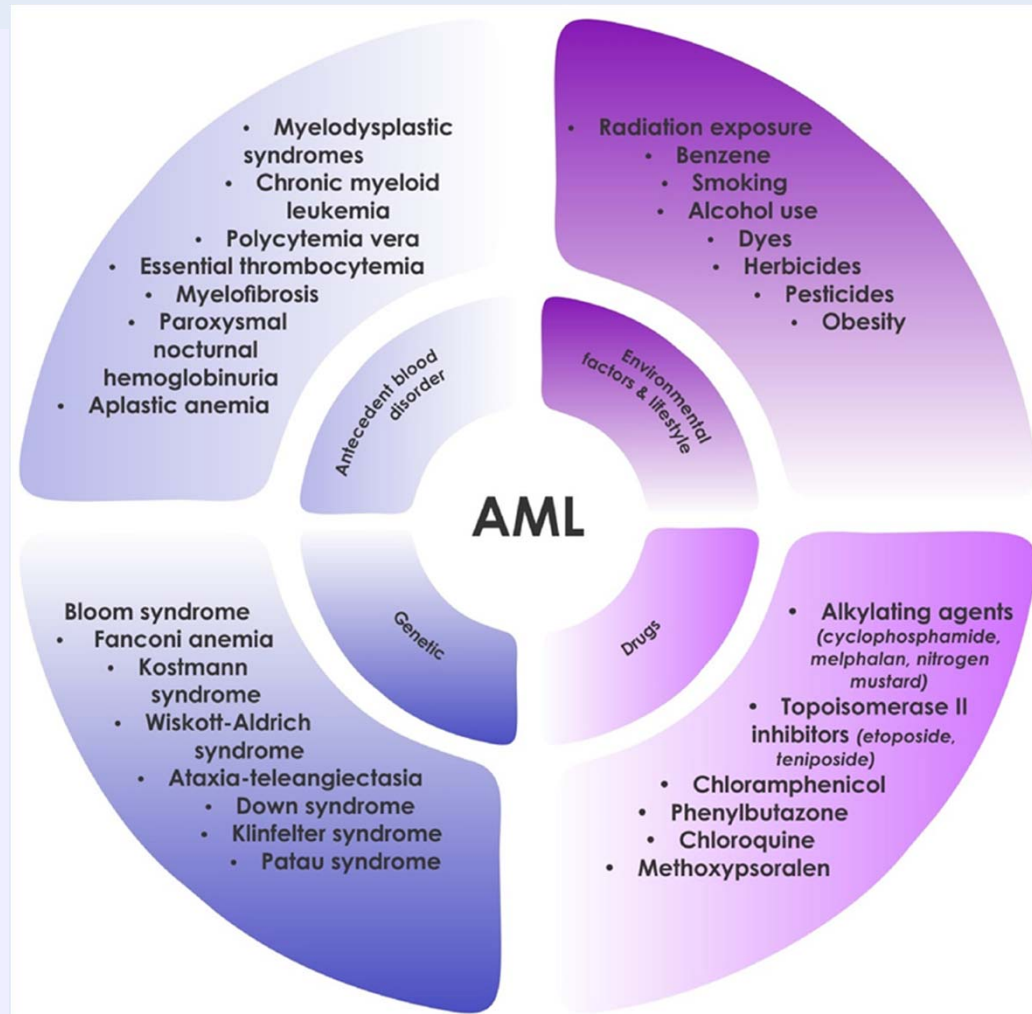 • Myelodysplastic
syndromes
• Chronic myeloid
leukemia
• Polycytemia vera
• Essential thrombocytemia
• Myelofibrosis
• Paroxysmal
nocturnal
hemoglobinuria
• Aplastic anemia
Antecedent blood
disorder
• Radiation exposure
• Benzene
• Smoking
• Alcohol use
• Dyes
• Herbicides
• Pesticides
• Obesity
Environmental
factors & lifestyle
AML
Bloom syndrome
• Fanconi anemia
• Kostmann
syndrome
• Wiskott-Aldrich
syndrome
• Ataxia-teleangiectasia
• Down syndrome
• Klinfelter syndrome
• Patau syndrome
Genetic
Drugs
• Alkylating agents
(cyclophosphamide,
melphalan, nitrogen
mustard)
• Topoisomerase II
inhibitors (etoposide,
teniposide)
• Chloramphenicol
• Phenylbutazone
• Chloroquine
• Methoxypsoralen